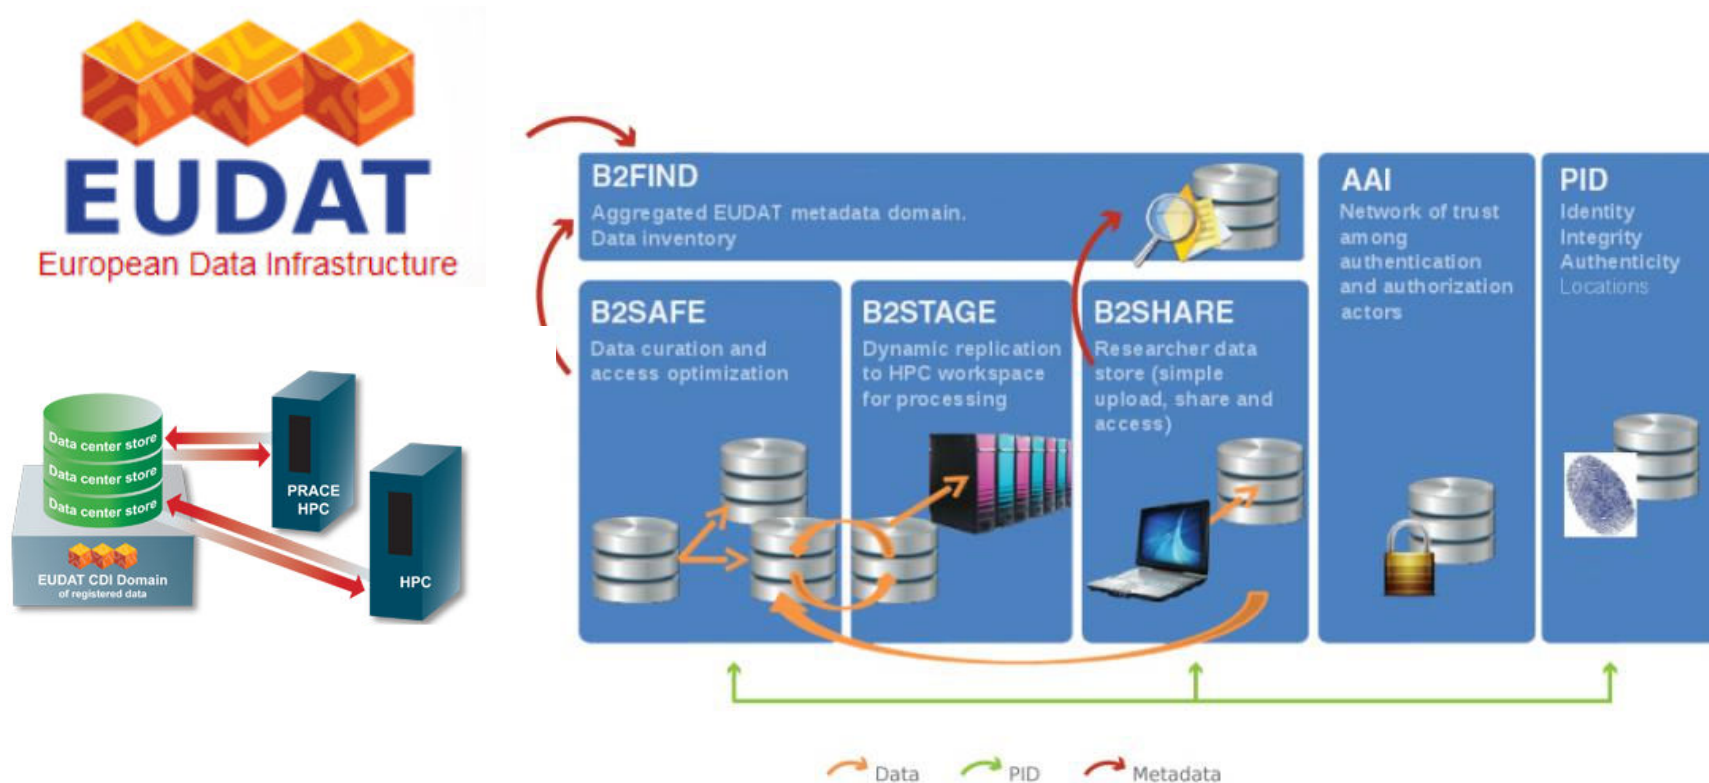 EUDAT
European Data Infrastructure
Data center store
Data center store
Data center store
EUDAT CDI Domain
of registered data
PRACE
HPC
HPC
B2FIND
Aggregated EUDAT metadata domain.
Data inventory
B2SAFE
Data curation and
access optimization
B2STAGE
Dynamic replication
to HPC workspace
for processing
B2SHARE
Researcher data
store (simple
upload, share and
access)
AAI
Network of trust
among
authentication
and authorization
actors
PID
Identity
Integrity
Authenticity
Locations
Data
PID
Metadata